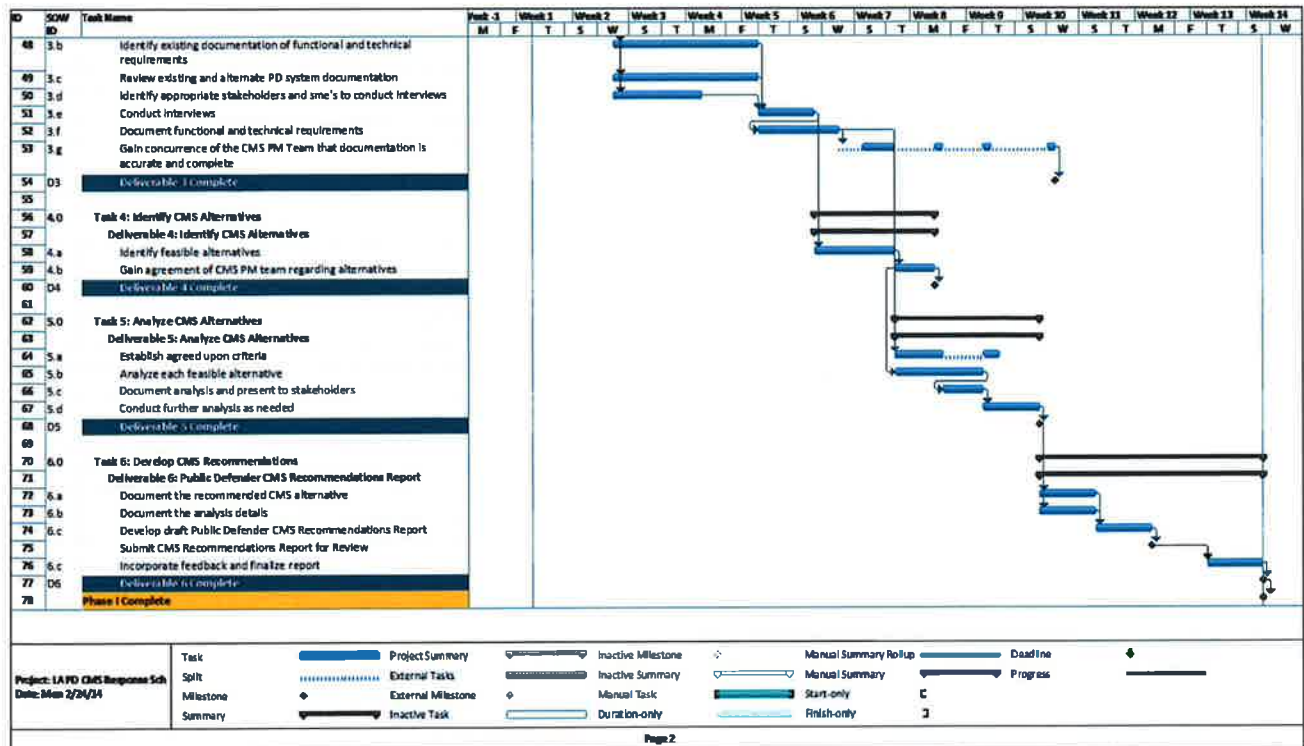 ID SOW ID Task Name Week -1 Week 1 Week 2 Week 3 Week 4 Week 5 Week 6 Week 7 Week 8 Week 9 Week 10 Week 11 Week 12 Week 13 Week 14
M F T S W S T M F T S W S T M F T S W S T M F T S W
48 3.b Identify existing documentation of functional and technical
requirements
49 3.c Review existing and alternate PD system documentation
50 3.d Identify appropriate stakeholders and sme's to conduct interviews
51 3.e Conduct interviews
52 3.f Document functional and technical requirements
53 3.g Gain concurrence of the CMS PM Team that documentation is
accurate and complete
54 D3 Deliverable 3 Complete
55
56 4.0 Task 4: Identify CMS Alternatives
57 Deliverable 4: Identify CMS Alternatives
58 4.a Identify feasible alternatives
59 4.b Gain agreement of CMS PM team regarding alternatives
60 D4 Deliverable 4 Complete
61
62 5.0 Task 5: Analyze CMS Alternatives
63 Deliverable 5: Analyze CMS Alternatives
64 5.a Establish agreed upon criteria
65 5.b Analyze each feasible alternative
66 5.c Document analysis and present to stakeholders
67 5.d Conduct further analysis as needed
68 D5 Deliverable 5 Complete
69
70 6.0 Task 6: Develop CMS Recommendations
71 Deliverable 6: Public Defender CMS Recommendations Report
72 6.a Document the recommended CMS alternative
73 6.b Document the analysis details
74 6.c Develop draft Public Defender CMS Recommendations Report
75 Submit CMS Recommendations Report for Review
76 6.c Incorporate feedback and finalize report
77 D6 Deliverable 6 Complete
78 Phase I Complete
Project: LA PD CMS Response Sch
Date: Mon 2/24/14
Task Project Summary Inactive Milestone Manual Summary Rollup Deadline
Split External Tasks Inactive Summary Manual Summary Progress
Milestone External Milestone Manual Task Start-only
Summary Inactive Task Duration-only Finish-only
Page 2